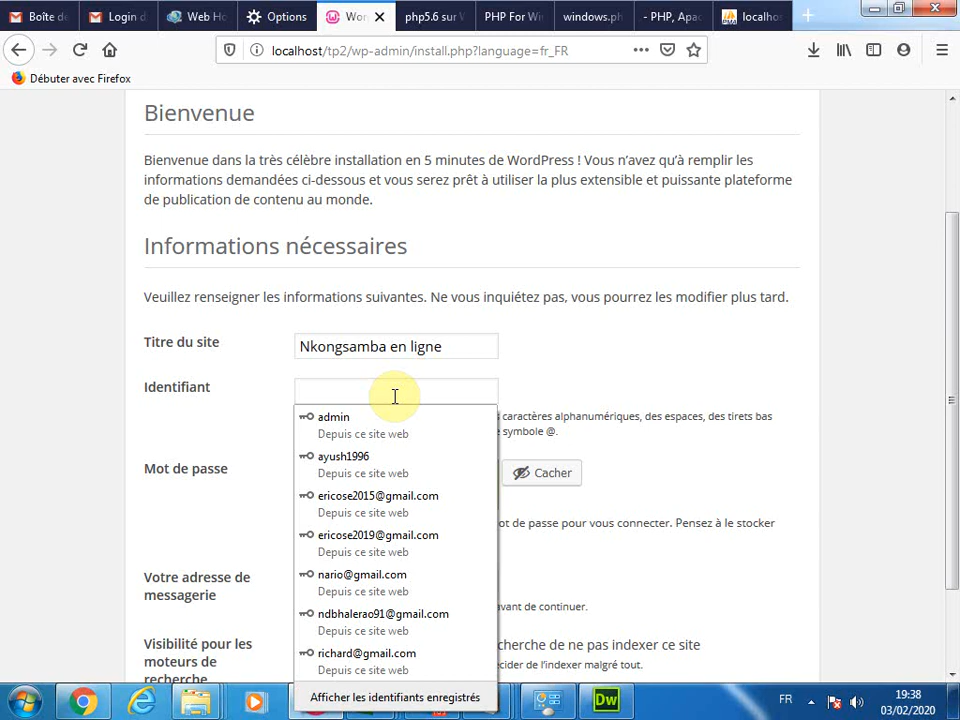 Boîte de
Login d
Web Ho
Options
Wor
php5.6 sur W
PHP For Win
windows.ph
- PHP, Apac
localhos
localhost/tp2/wp-admin/install.php?language=fr_FR
Débuter avec Firefox
Bienvenue
Bienvenue dans la très célèbre installation en 5 minutes de WordPress ! Vous n’avez qu’à remplir les
informations demandées ci-dessous et vous serez prêt à utiliser la plus extensible et puissante plateforme
de publication de contenu au monde.
Informations nécessaires
Veuillez renseigner les informations suivantes. Ne vous inquiétez pas, vous pourrez les modifier plus tard.
Titre du site
Nkongsamba en ligne
Identifiant
caractères alphanumériques, des espaces, des tirets bas
symbole @.
admin
Depuis ce site web
ayush1996
Depuis ce site web
Mot de passe
Cacher
ericose2015@gmail.com
Depuis ce site web
ot de passe pour vous connecter. Pensez à le stocker
ericose2019@gmail.com
Depuis ce site web
Votre adresse de
messagerie
nario@gmail.com
Depuis ce site web
avant de continuer.
ndbhalerao91@gmail.com
Depuis ce site web
Visibilité pour les
moteurs de
recherche
cherche de ne pas indexer ce site
cider de l’indexer malgré tout.
richard@gmail.com
Depuis ce site web
Afficher les identifiants enregistrés
Dw
FR
19:38
03/02/2020